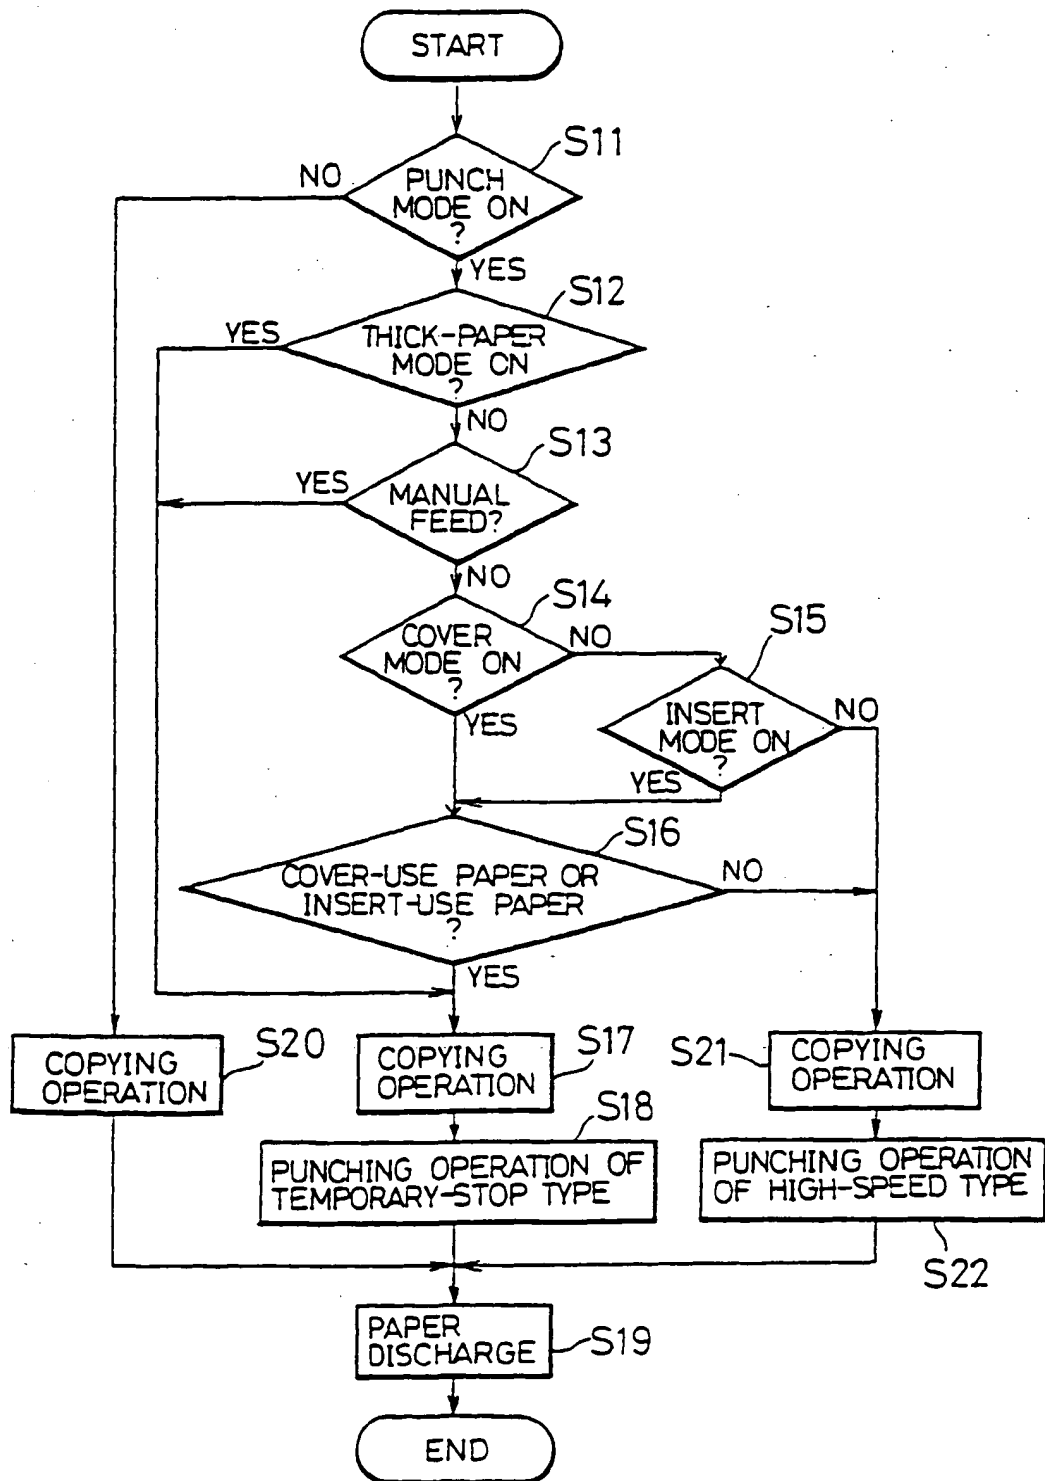 START
S11
NO
PUNCH
MODE ON
?
YES
S12
YES
THICK-PAPER
MODE ON
?
NO
S13
YES
MANUAL
FEED?
NO
S14
COVER
MODE ON
?
NO
S15
YES
INSERT
MODE ON
?
NO
YES
S16
COVER-USE PAPER OR
INSERT-USE PAPER
?
NO
YES
COPYING
OPERATION
S20
COPYING
OPERATION
S17
S21
COPYING
OPERATION
S18
PUNCHING OPERATION OF
TEMPORARY-STOP TYPE
PUNCHING OPERATION
OF HIGH-SPEED TYPE
S22
PAPER
DISCHARGE
S19
END